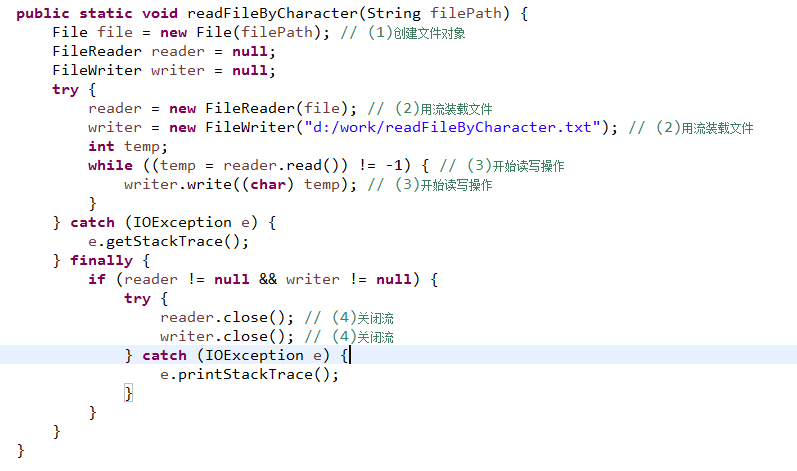 public static void readFileByCharacter(String filePath) {
    File file = new File(filePath); // (1)创建文件对象
    FileReader reader = null;
    FileWriter writer = null;
    try {
        reader = new FileReader(file); // (2)用流装载文件
        writer = new FileWriter("d:/work/readFileByCharacter.txt"); // (2)用流装载文件
        int temp;
        while ((temp = reader.read()) != -1) { // (3)开始读写操作
            writer.write((char) temp); // (3)开始读写操作
        }
    } catch (IOException e) {
        e.getStackTrace();
    } finally {
        if (reader != null && writer != null) {
            try {
                reader.close(); // (4)关闭流
                writer.close(); // (4)关闭流
            } catch (IOException e) {
                e.printStackTrace();
            }
        }
    }
}